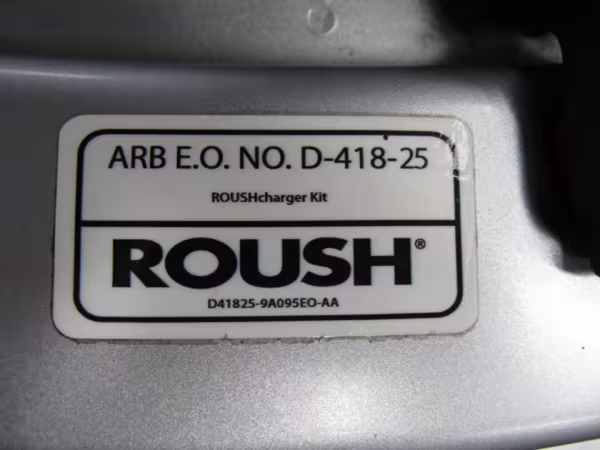 ARB E.O. NO. D-418-25
ROUSHcharger Kit
ROUSH®
D41825-9A095EO-AA